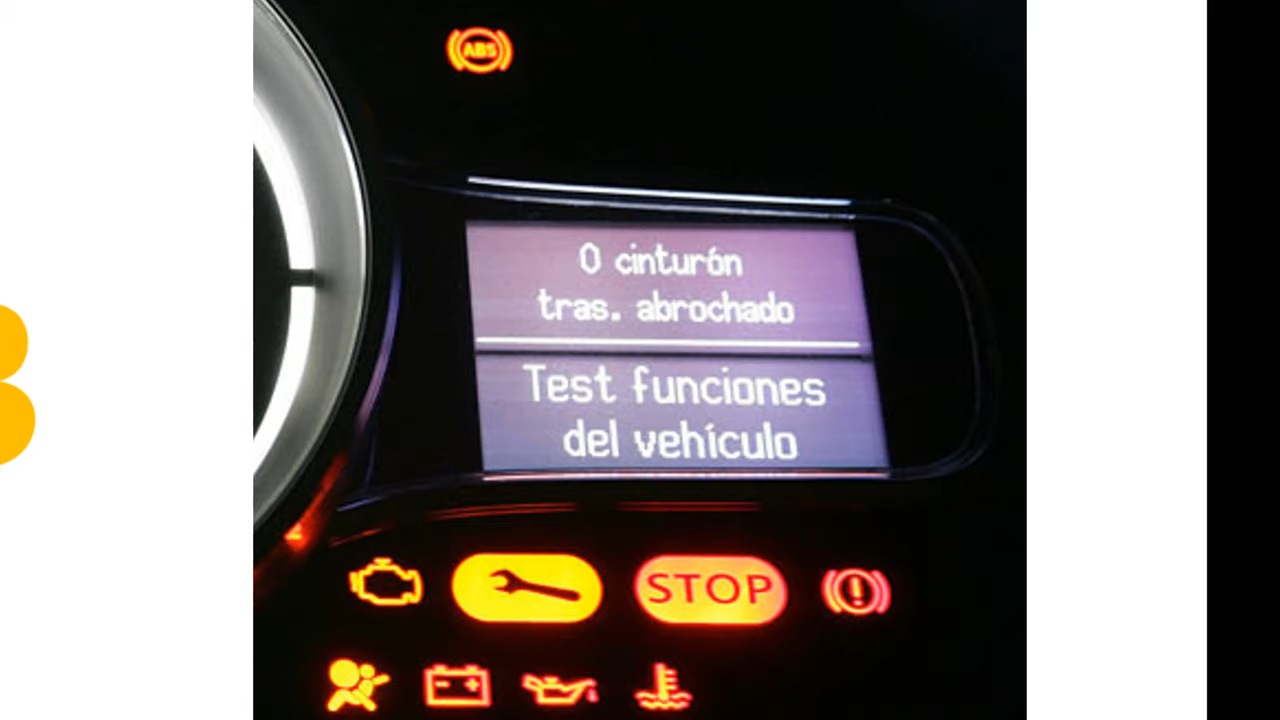 ABS
0 cinturón
tras. abrochado
Test funciones
del vehículo
STOP